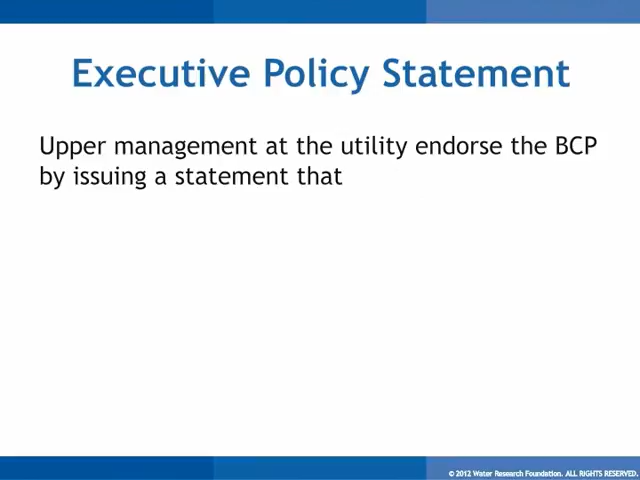 Executive Policy Statement
Upper management at the utility endorse the BCP
by issuing a statement that
© 2012 Water Research Foundation. ALL RIGHTS RESERVED.